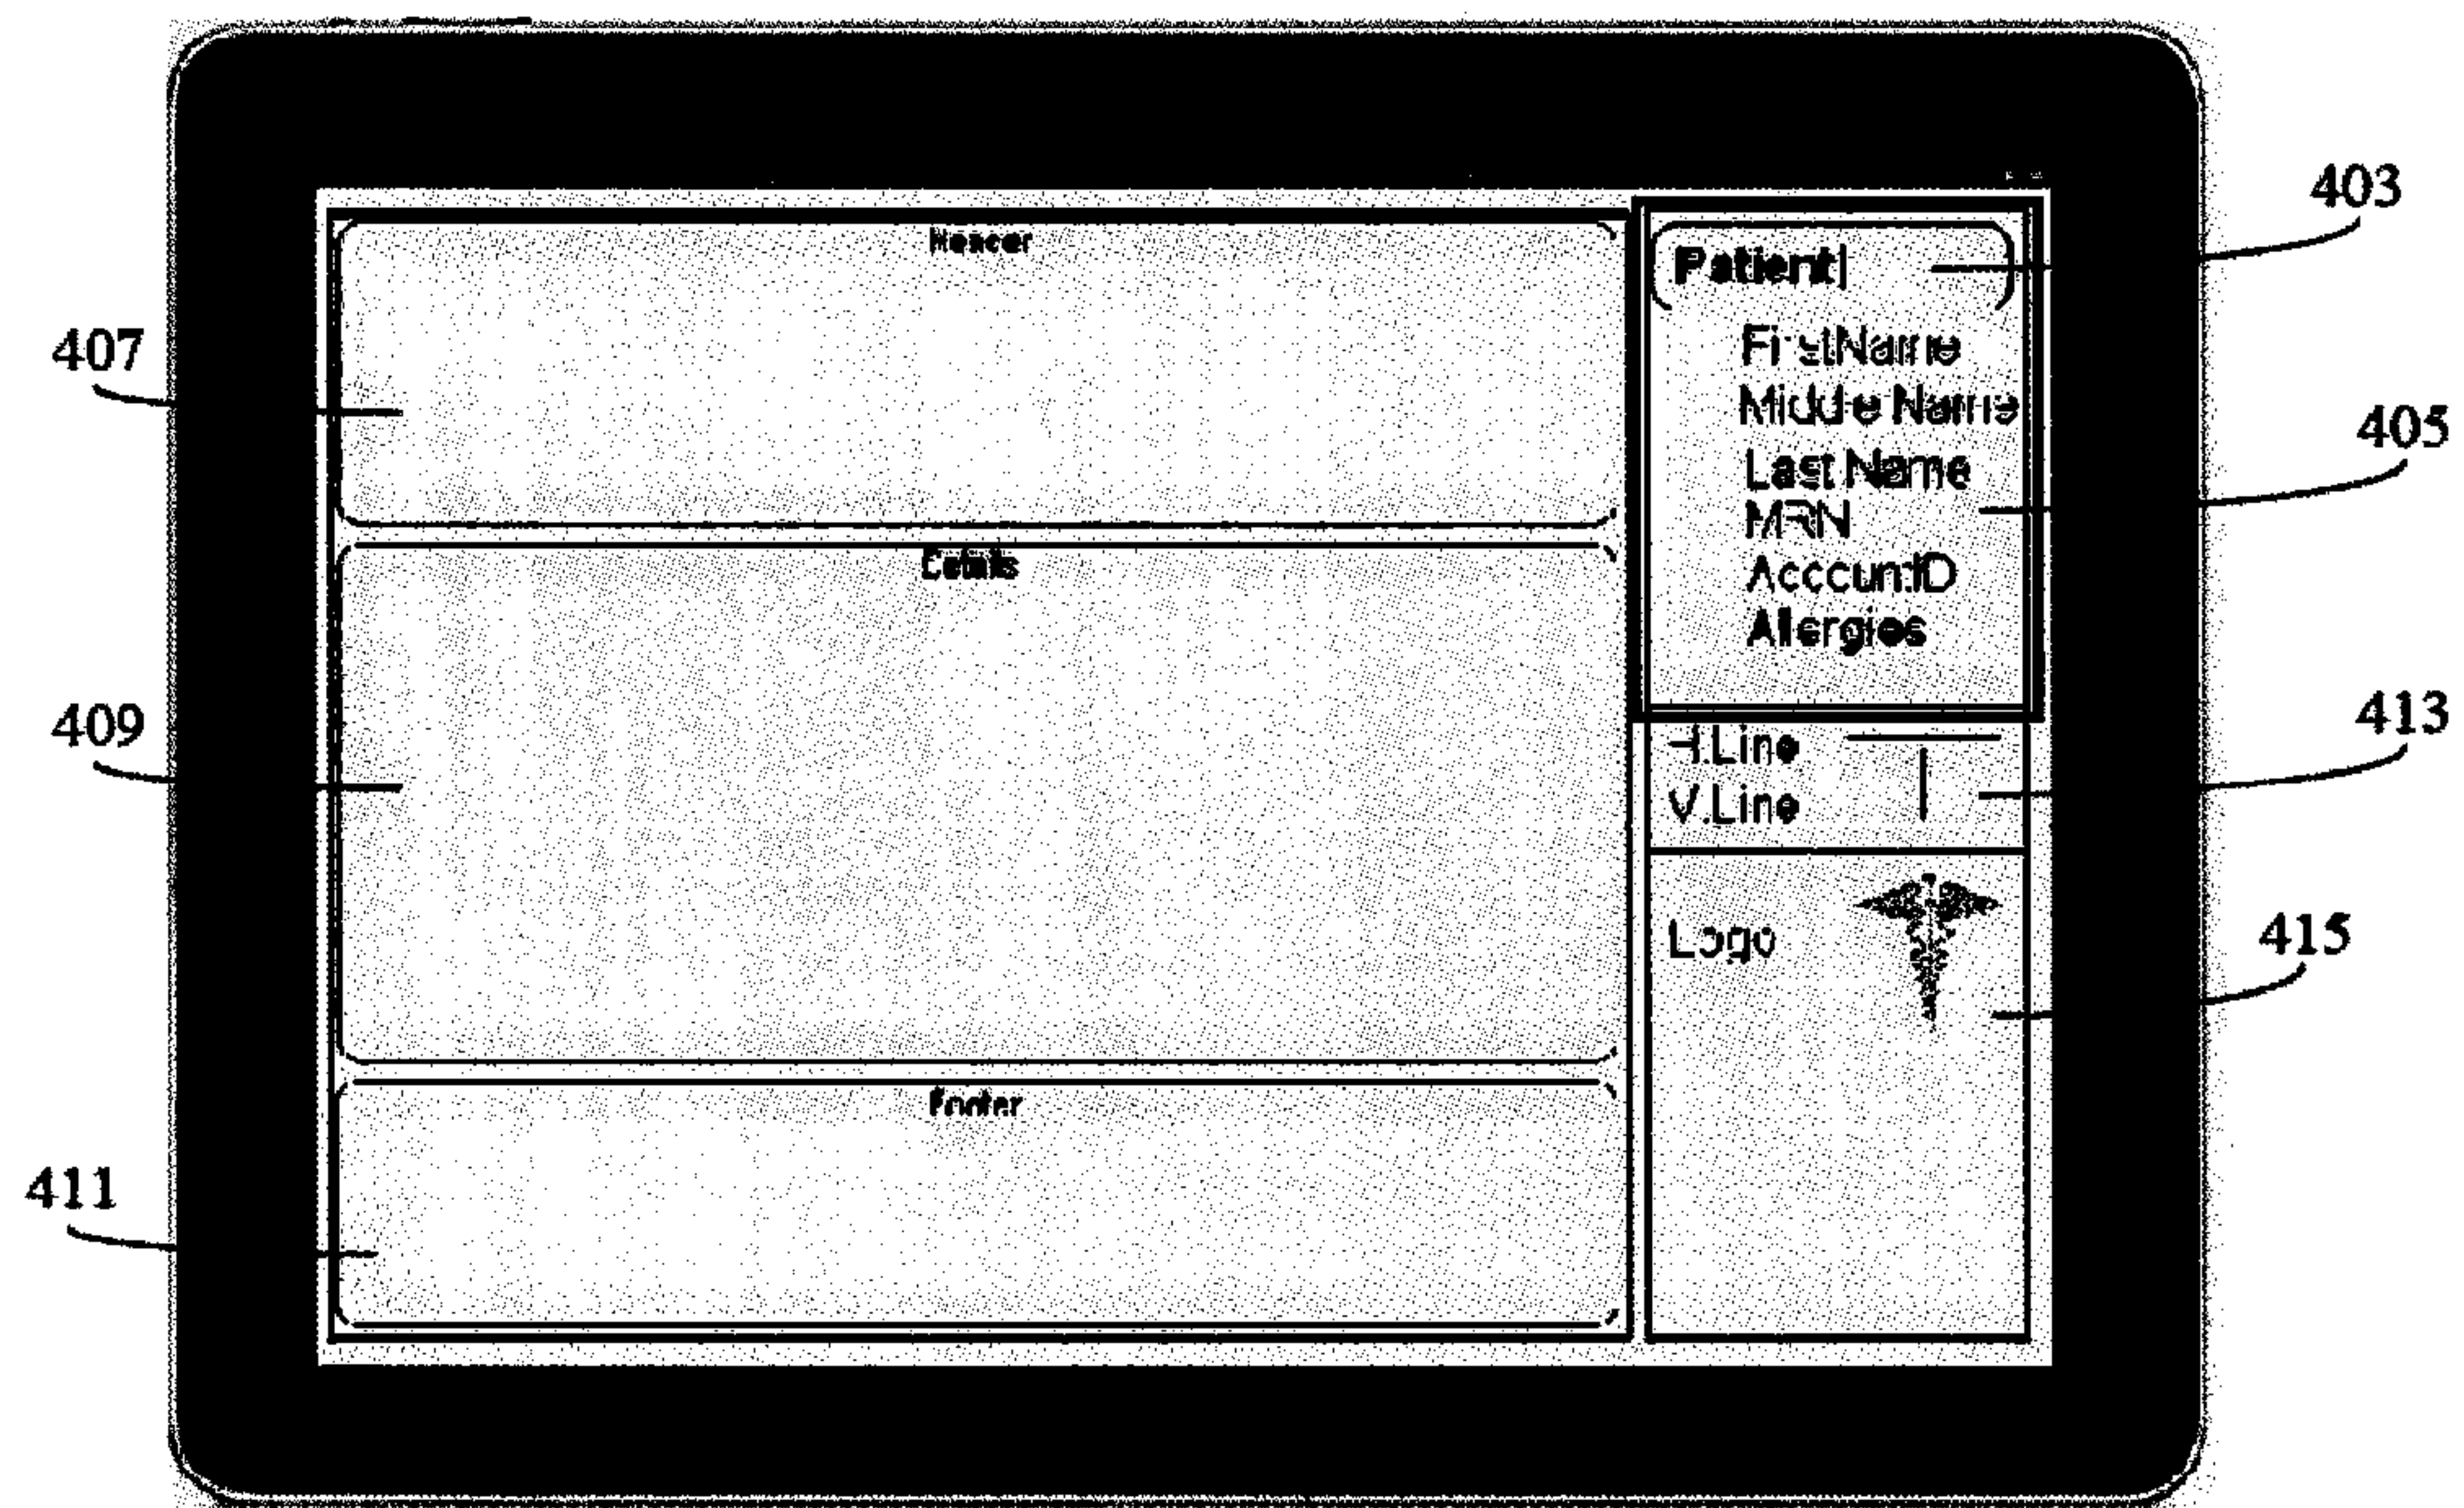 403
Header
Patient
407
FirstName
Middle Name
405
Last Name
MRN
AccountID
Allergies
Details
409
413
H.Line
V.Line
Logo
415
Footer
411